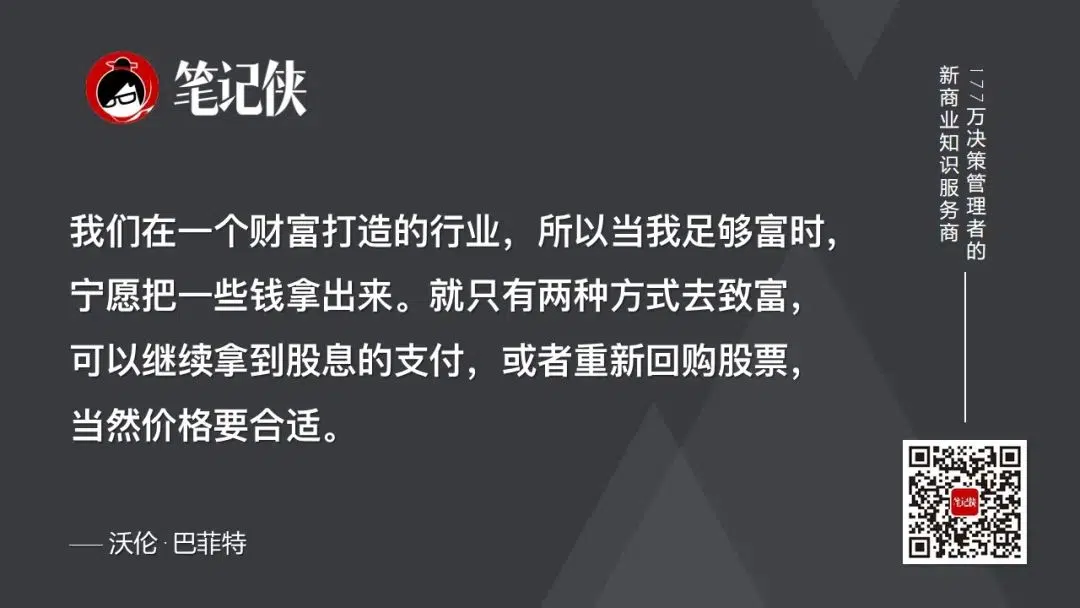 笔记侠
177万决策管理者的
新商业知识服务商
我们在一个财富打造的行业，所以当我足够富时，
宁愿把一些钱拿出来。就只有两种方式去致富，
可以继续拿到股息的支付，或者重新回购股票，
当然价格要合适。
—— 沃伦·巴菲特
笔记侠